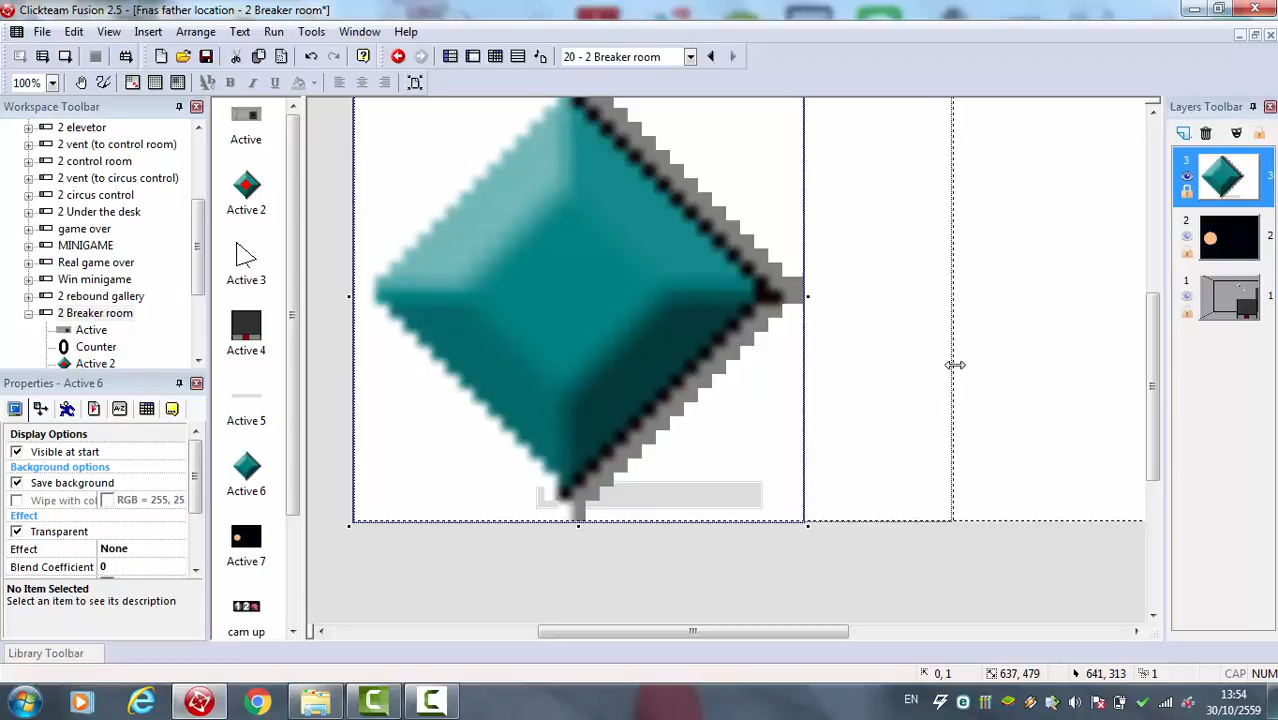 Clickteam Fusion 2.5 - [Fnas father location - 2 Breaker room*]
File Edit View Insert Arrange Text Run Tools Window Help
20 - 2 Breaker room
100%
Workspace Toolbar
2 elevetor
2 vent (to control room)
2 control room
2 vent (to circus control)
2 circus control
2 Under the desk
game over
MINIGAME
Real game over
Win minigame
2 rebound gallery
2 Breaker room
Active
Counter
Active 2
Properties - Active 6
Display Options
Visible at start
Background options
Save background
Wipe with col RGB = 255, 25
Effect
Transparent
Effect None
Blend Coefficient 0
No Item Selected
Select an item to see its description
Library Toolbar
Active
Active 2
Active 3
Active 4
Active 5
Active 6
Active 7
cam up
Layers Toolbar
3 3
2 2
1 1
0, 1 637, 479 641, 313 1 CAP NUM
EN 13:54
30/10/2559